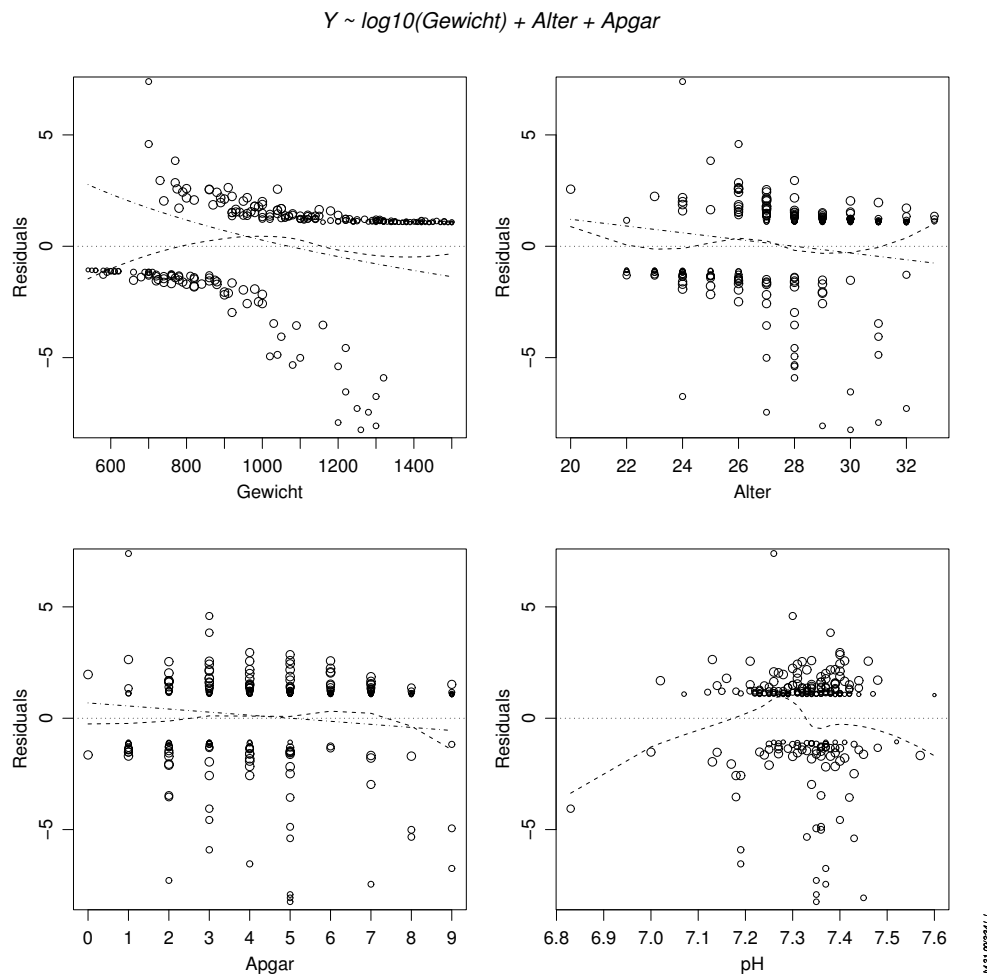 Y ~ log10(Gewicht) + Alter + Apgar
Residuals
5
0
−5
600 800 1000 1200 1400
Gewicht
Residuals
5
0
−5
20 22 24 26 28 30 32
Alter
Residuals
5
0
−5
0 1 2 3 4 5 6 7 8 9
Apgar
Residuals
5
0
−5
6.8 6.9 7.0 7.1 7.2 7.3 7.4 7.5 7.6
pH